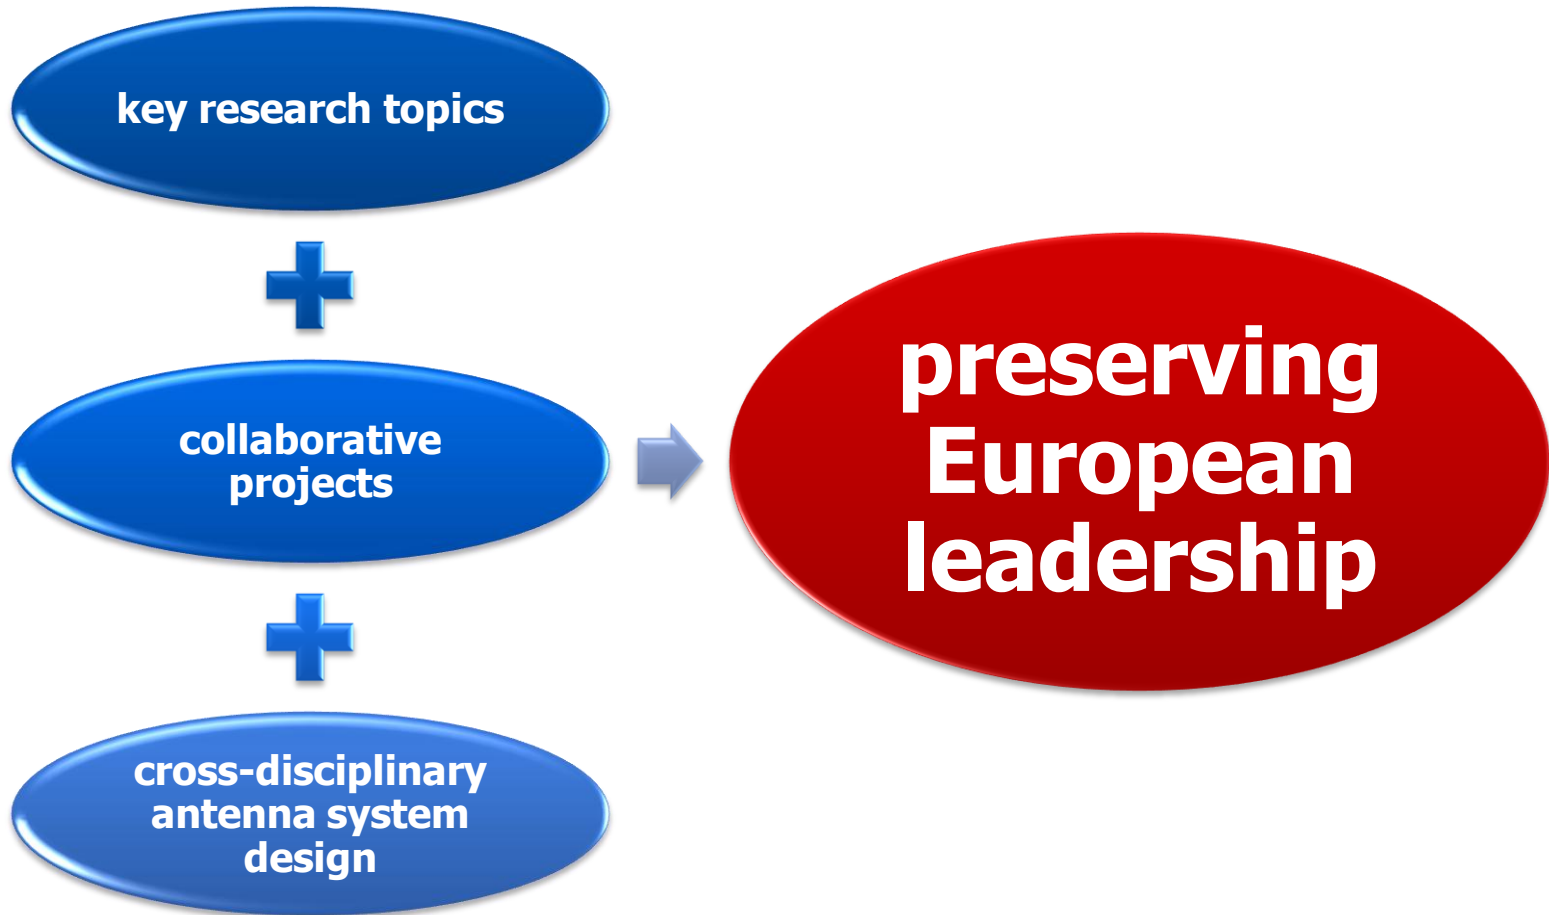 key research topics
collaborative
projects
cross-disciplinary
antenna system
design
preserving
European
leadership